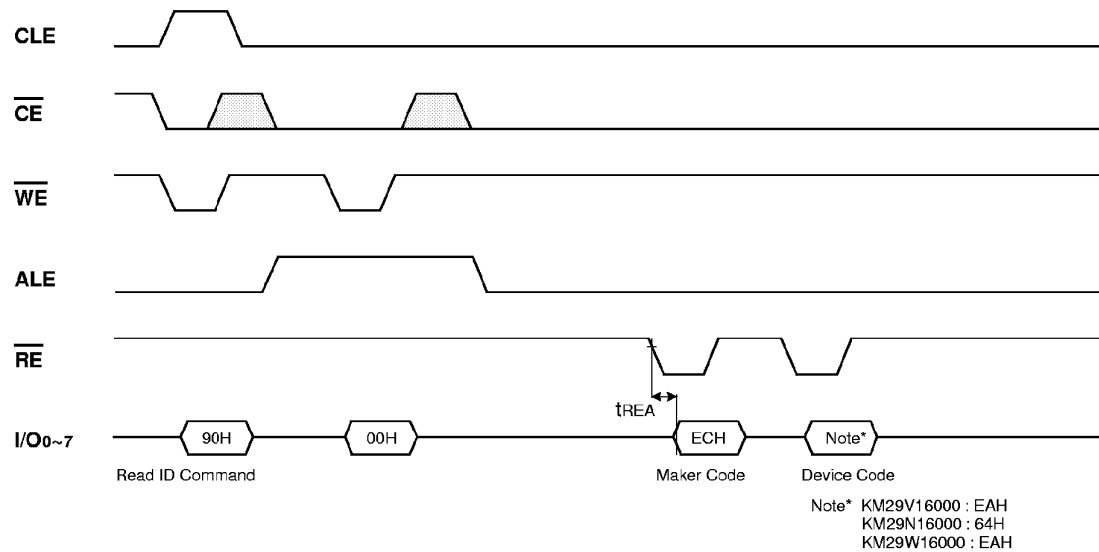 CLE
CE
WE
ALE
RE
tREA
I/O0~7 90H 00H ECH Note*
Read ID Command Maker Code Device Code
Note* KM29V16000 : EAH
KM29N16000 : 64H
KM29W16000 : EAH